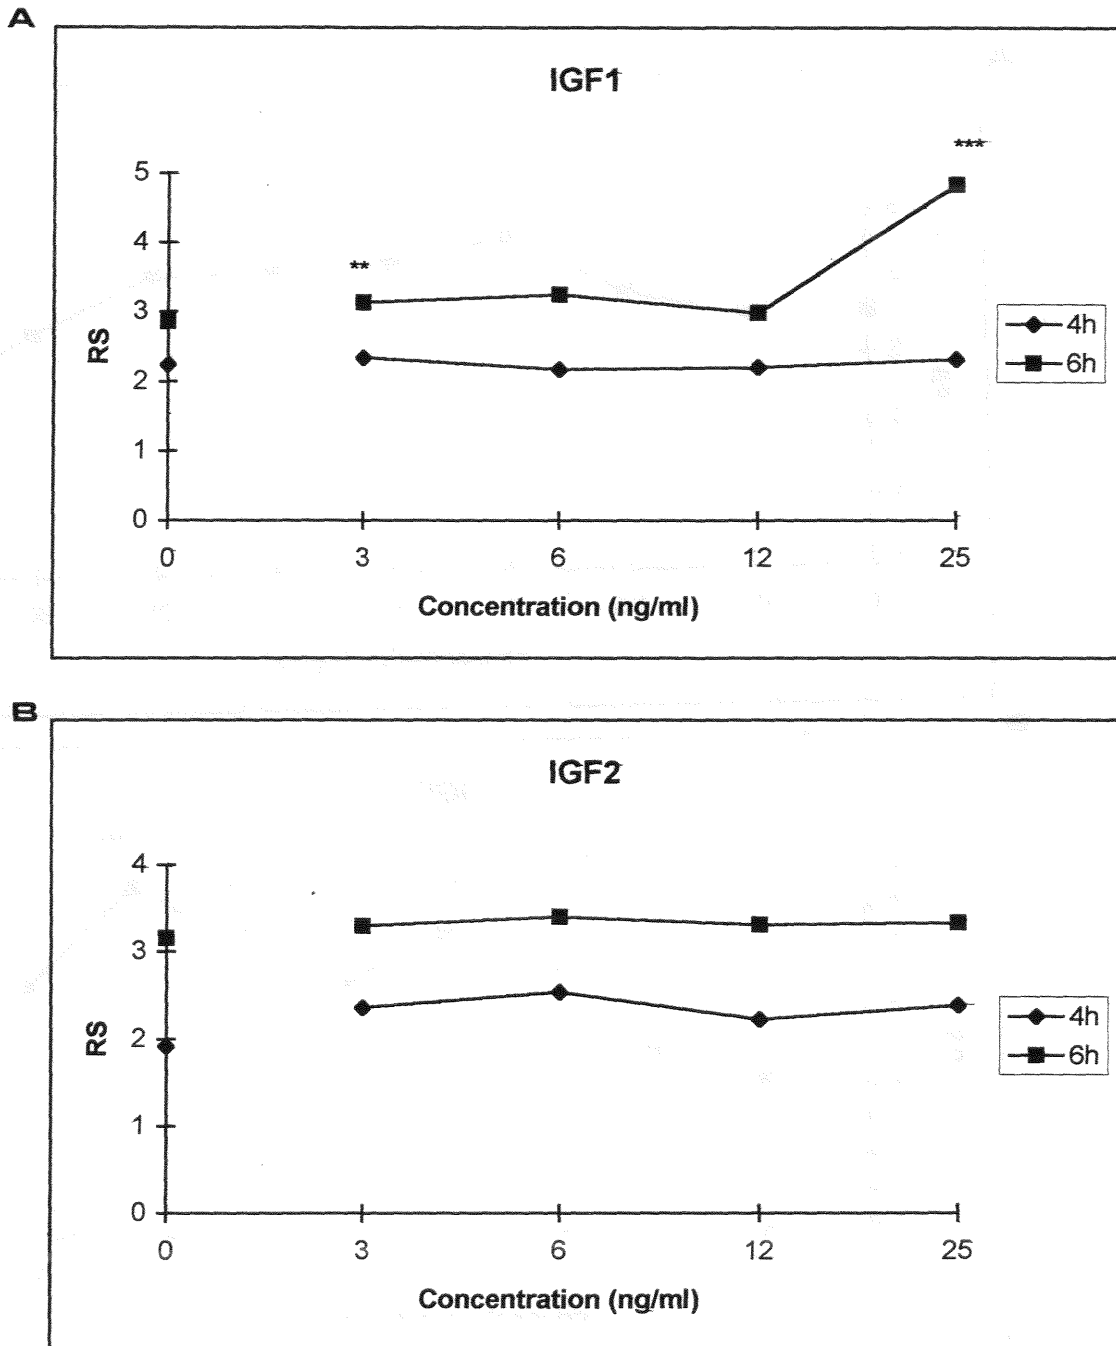 A
IGF1
***
5
4
**
3
RS
2
1
0
4h
6h
0 3 6 12 25
Concentration (ng/ml)
B
IGF2
4
3
RS
2
1
0
4h
6h
0 3 6 12 25
Concentration (ng/ml)